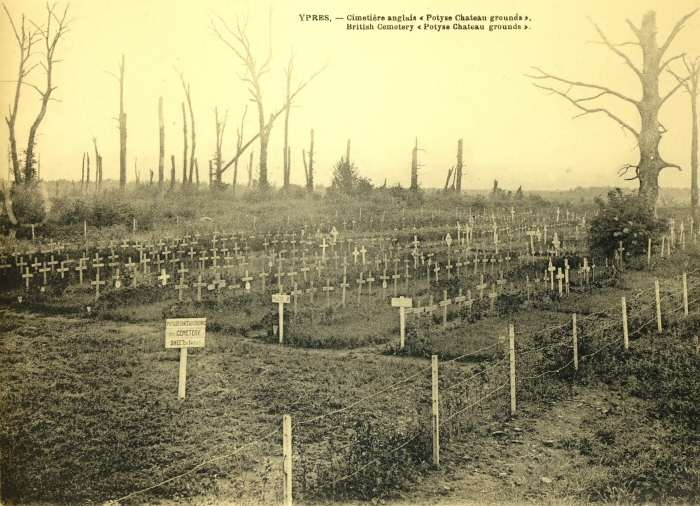 YPRES, — Cimetière anglais « Potyse Chateau grounds ».
British Cemetery « Potyse Chateau grounds ».
CEMETERY